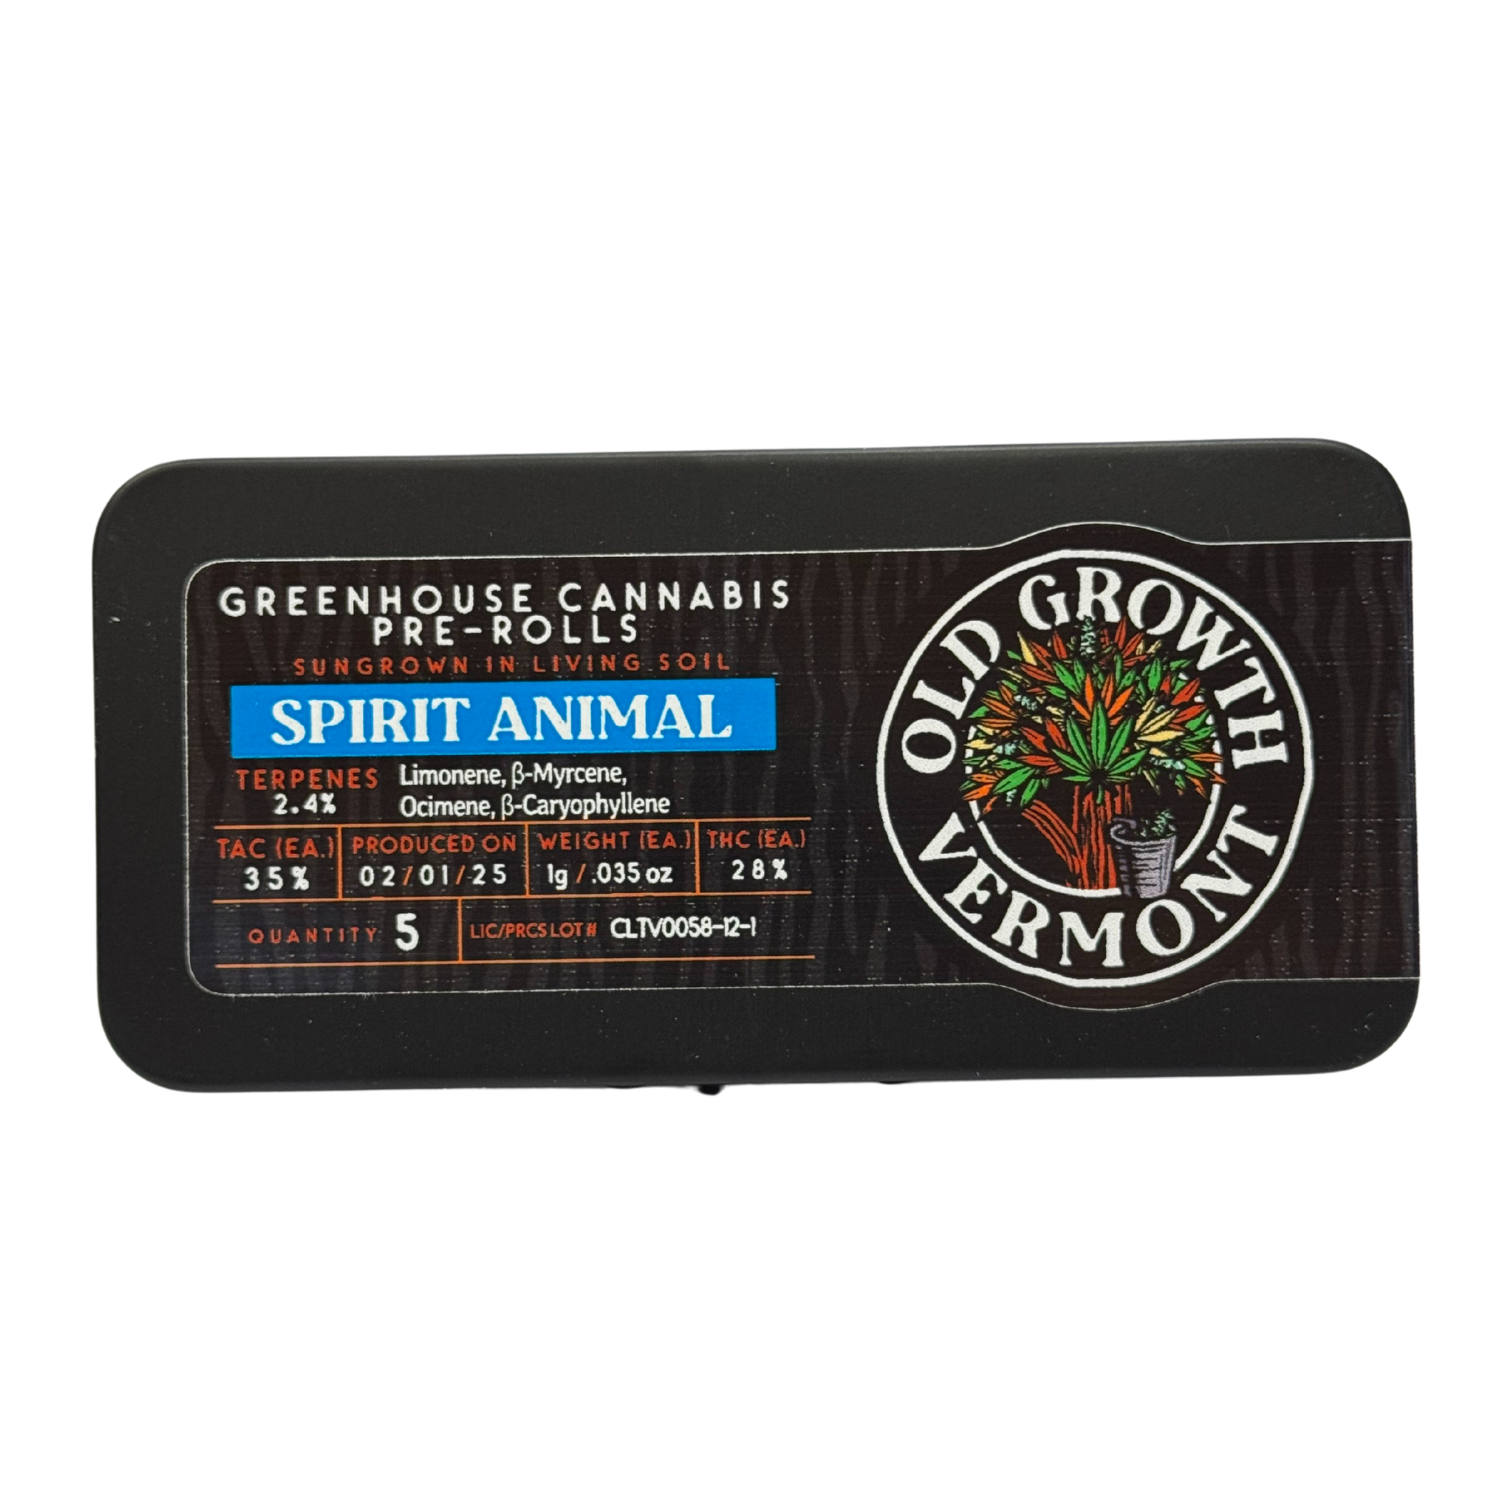 GREENHOUSE CANNABIS
PRE-ROLLS
SUNGROWN IN LIVING SOIL
SPIRIT ANIMAL
TERPENES
2.4%
Limonene, β-Myrcene,
Ocimene, β-Caryophyllene
TAC (EA.)
35%
PRODUCED ON
02/01/25
WEIGHT (EA.)
1g / .035 oz
THC (EA.)
28%
QUANTITY 5
LIC/PRCS LOT# CLTV0058-12-1
OLD GROWTH
VERMONT